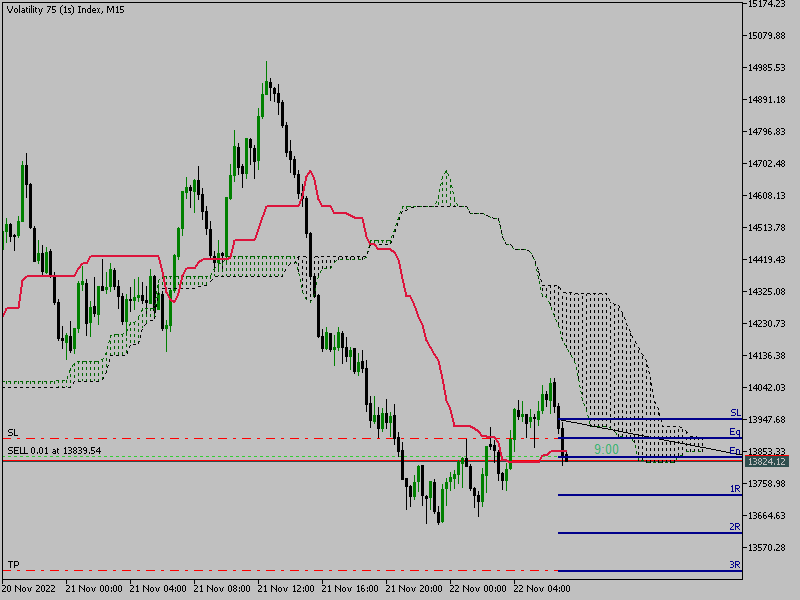 Volatility 75 (1s) Index, M15
15174.23
15079.88
14985.53
14891.18
14796.83
14702.48
14608.13
14513.78
14419.43
14325.08
14230.73
14136.38
14042.03
13947.68
13853.33
13824.12
13758.98
13664.63
13570.28
SL
SL
Eq
SELL 0.01 at 13839.54
9:00
En
1R
2R
TP
3R
20 Nov 2022
21 Nov 00:00
21 Nov 04:00
21 Nov 08:00
21 Nov 12:00
21 Nov 16:00
21 Nov 20:00
22 Nov 00:00
22 Nov 04:00